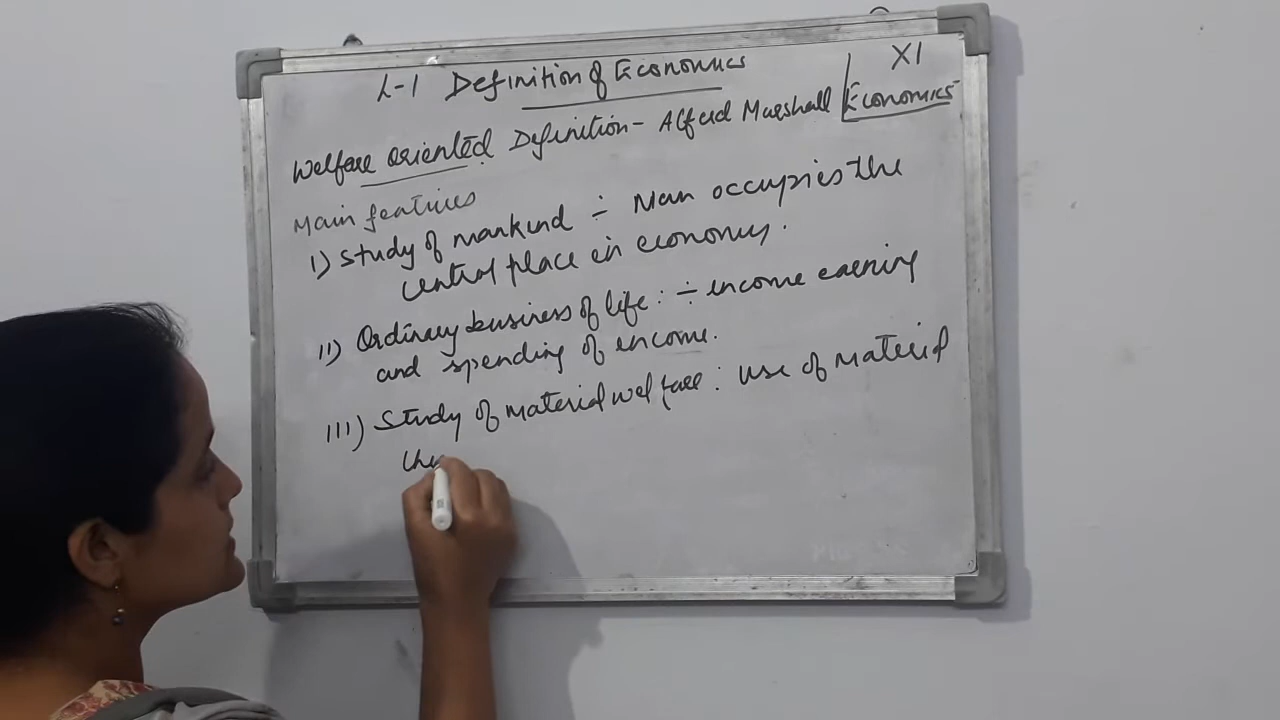 L-1 Definition of Economics
XI
Economics
Welfare oriented Definition - Alfred Marshall
Main features
I) Study of mankind ÷ Man occupies the
central place in economy.
II) Ordinary business of life : ÷ income earning
and spending of income.
III) Study of material welfare : use of material